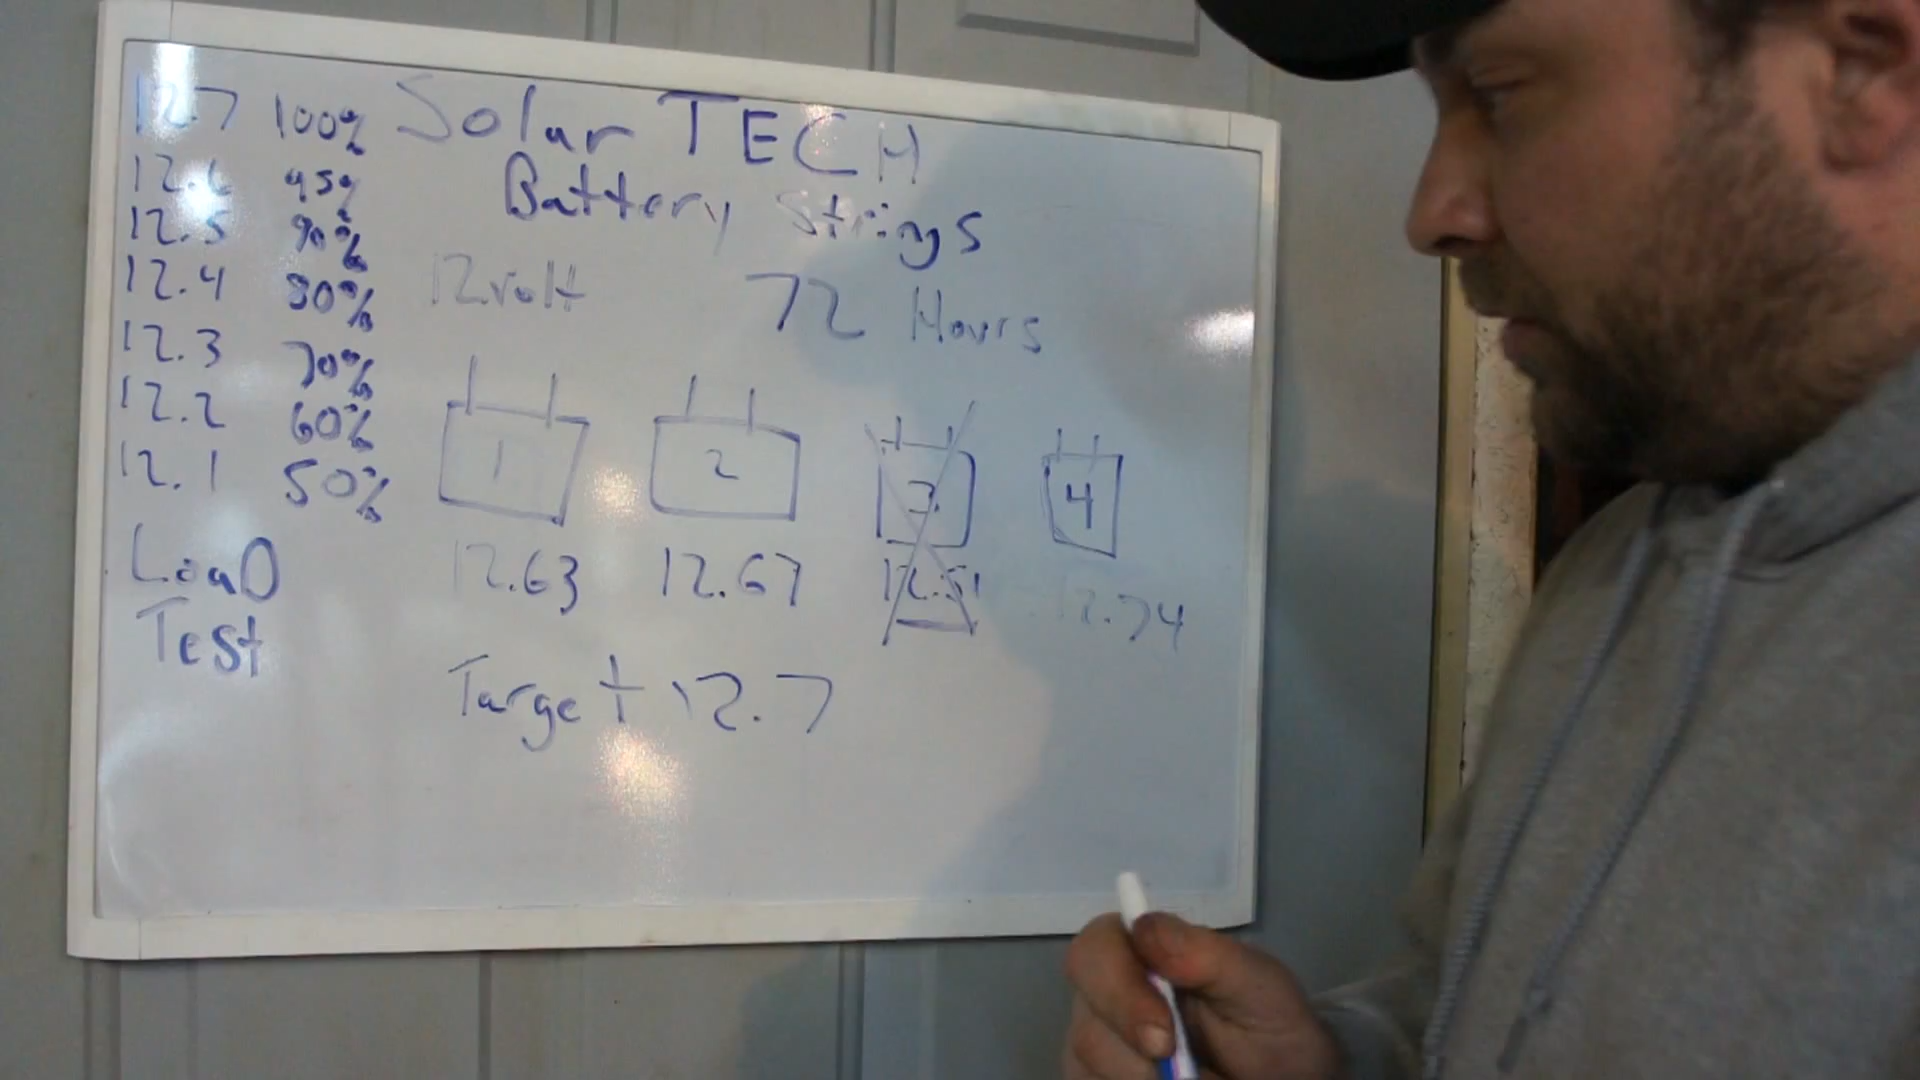 Solar TECH
Battery Strings
12.7 100%
12.6 95%
12.5 90%
12.4 80%
12.3 70%
12.2 60%
12.1 50%
Load
Test
12volt 72 Hours
1 2 3 4
12.63 12.67 12.51 12.74
Target 12.7